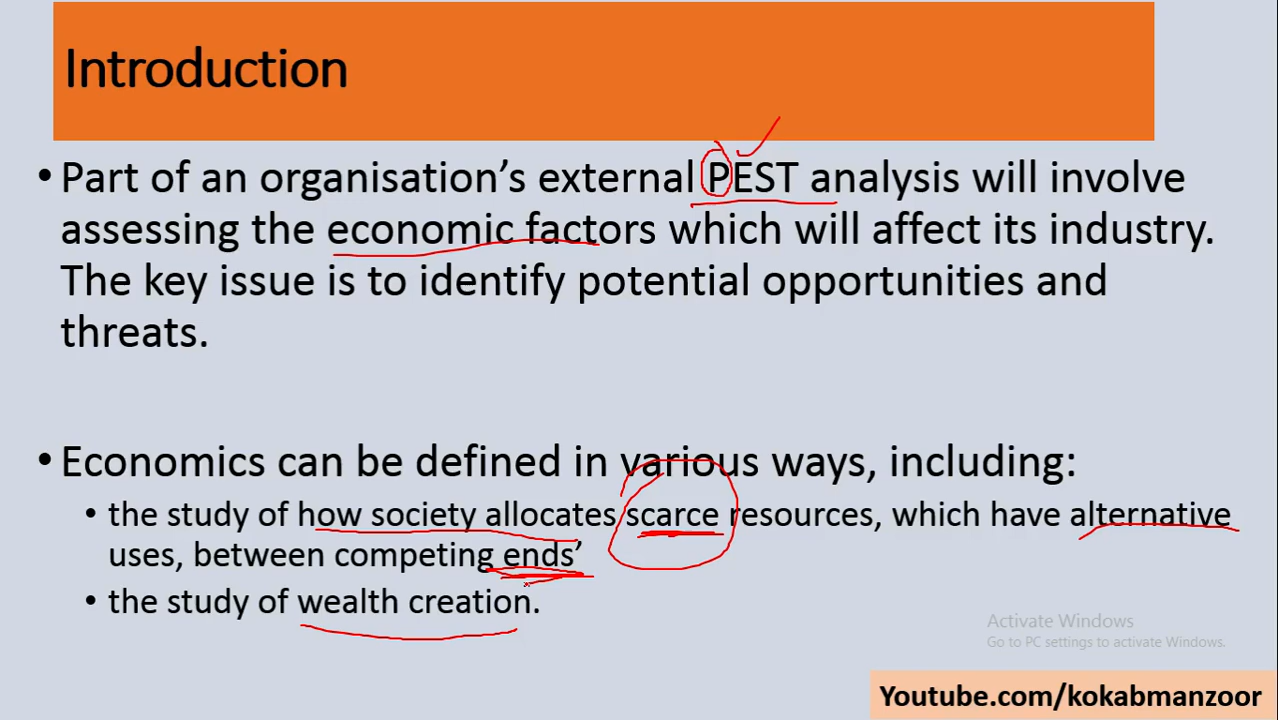 Introduction
• Part of an organisation’s external PEST analysis will involve
assessing the economic factors which will affect its industry.
The key issue is to identify potential opportunities and
threats.
• Economics can be defined in various ways, including:
• the study of how society allocates scarce resources, which have alternative
uses, between competing ends’
• the study of wealth creation.
Activate Windows
Go to PC settings to activate Windows.
Youtube.com/kokabmanzoor